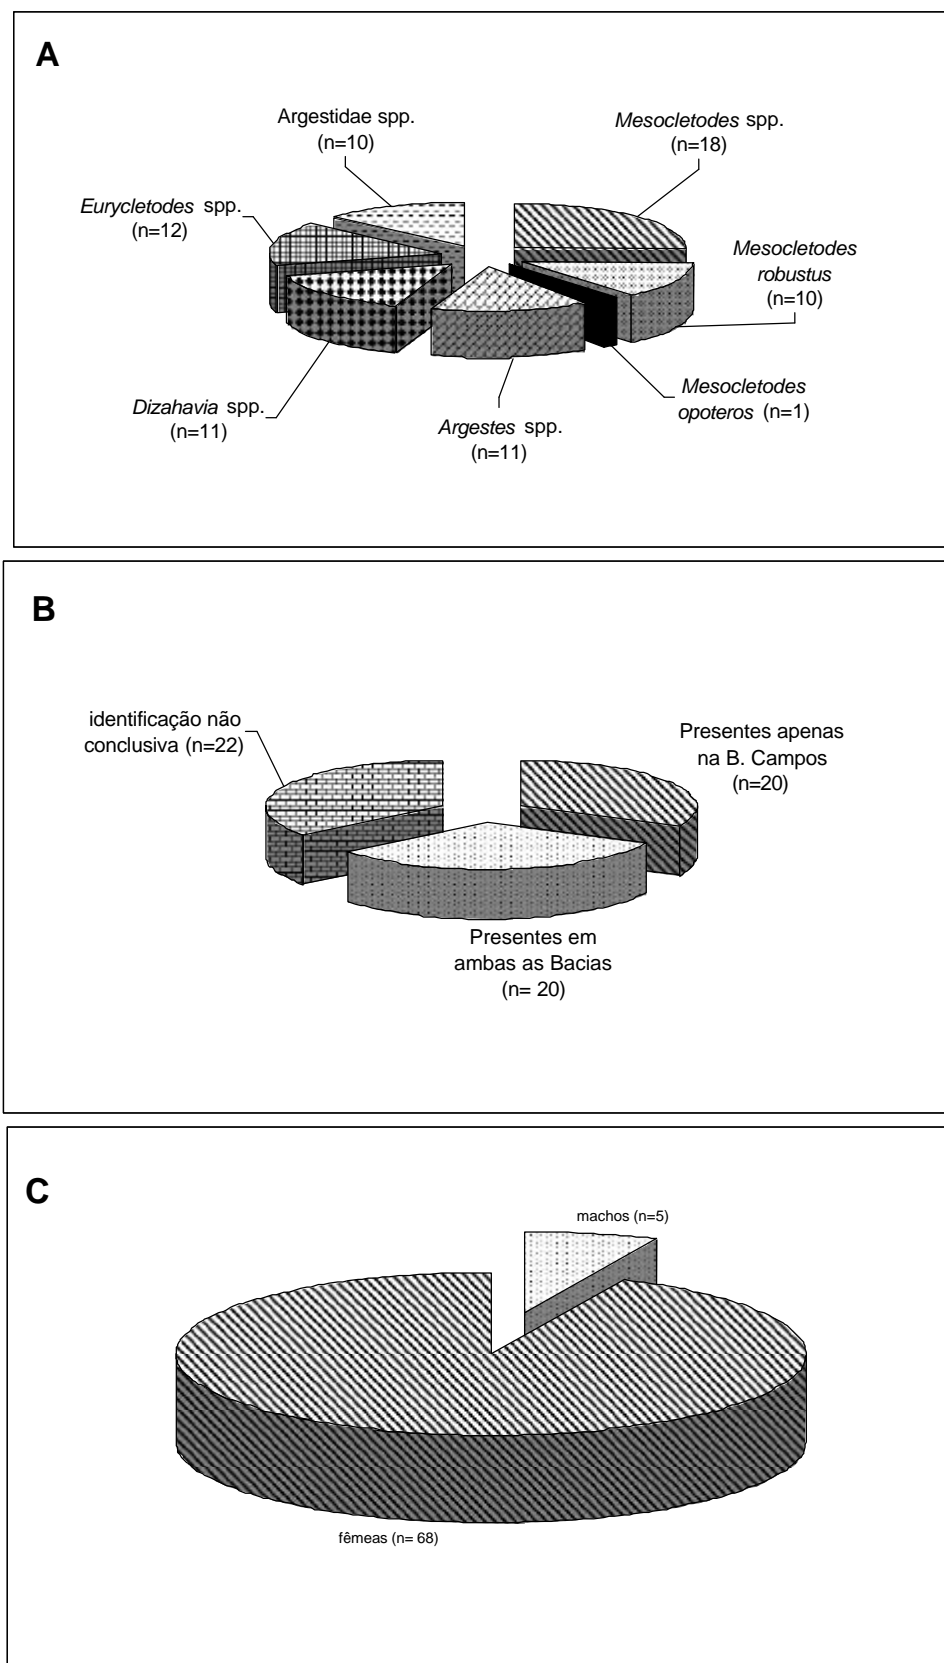 A
Argestidae spp.
(n=10)
Mesocletodes spp.
(n=18)
Eurycletodes spp.
(n=12)
Mesocletodes
robustus
(n=10)
Dizahavia spp.
(n=11)
Argestes spp.
(n=11)
Mesocletodes
opoteros (n=1)
B
identificação não
conclusiva (n=22)
Presentes apenas
na B. Campos
(n=20)
Presentes em
ambas as Bacias
(n= 20)
C
machos (n=5)
fêmeas (n= 68)